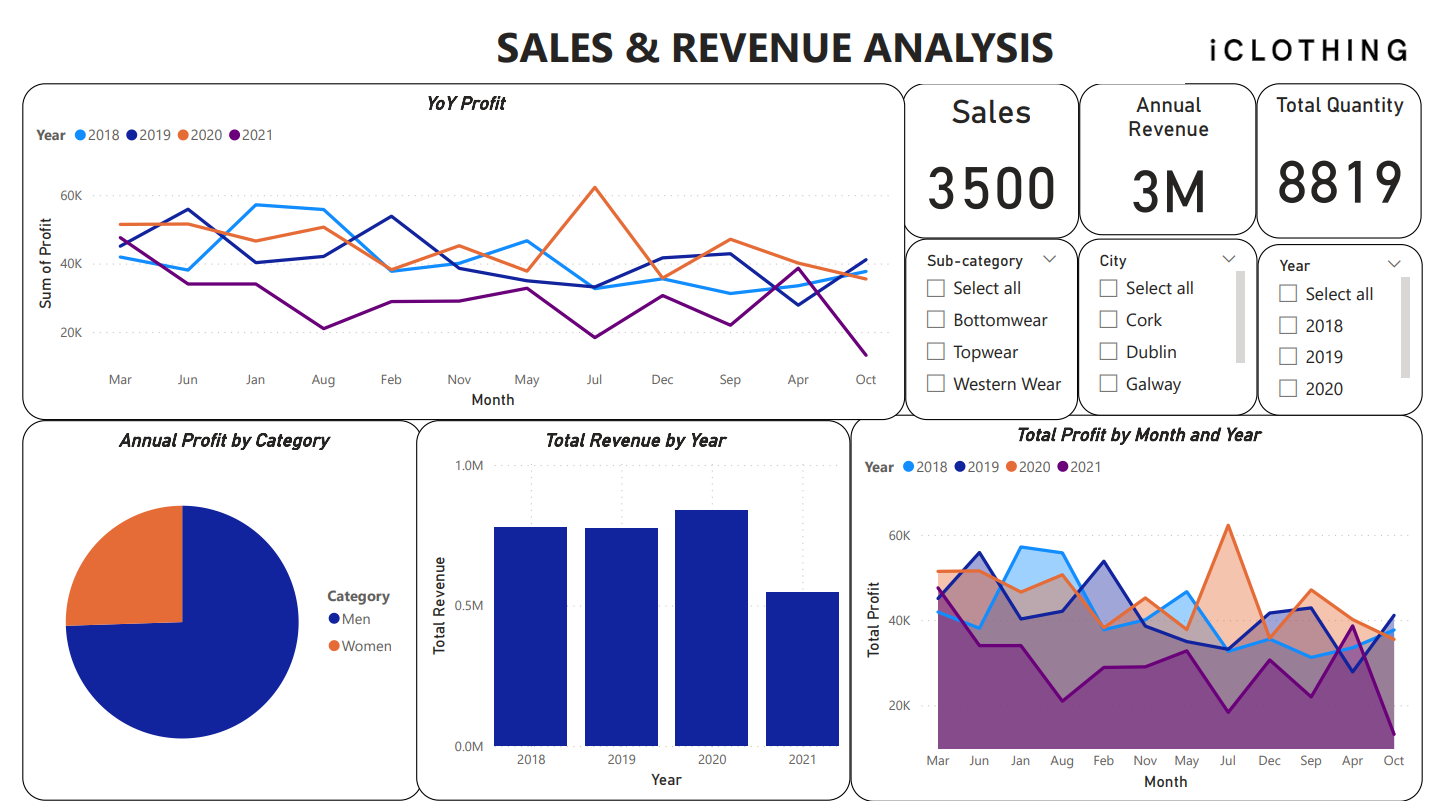 SALES & REVENUE ANALYSIS
iCLOTHING
YoY Profit
Year 2018 2019 2020 2021
60K
40K
20K
Sum of Profit
Mar Jun Jan Aug Feb Nov May Jul Dec Sep Apr Oct
Month
Sales
3500
Annual
Revenue
3M
Total Quantity
8819
Sub-category
Select all
Bottomwear
Topwear
Western Wear
City
Select all
Cork
Dublin
Galway
Year
Select all
2018
2019
2020
Annual Profit by Category
Category
Men
Women
Total Revenue by Year
1.0M
0.5M
0.0M
Total Revenue
2018 2019 2020 2021
Year
Total Profit by Month and Year
Year 2018 2019 2020 2021
60K
40K
20K
Total Profit
Mar Jun Jan Aug Feb Nov May Jul Dec Sep Apr Oct
Month